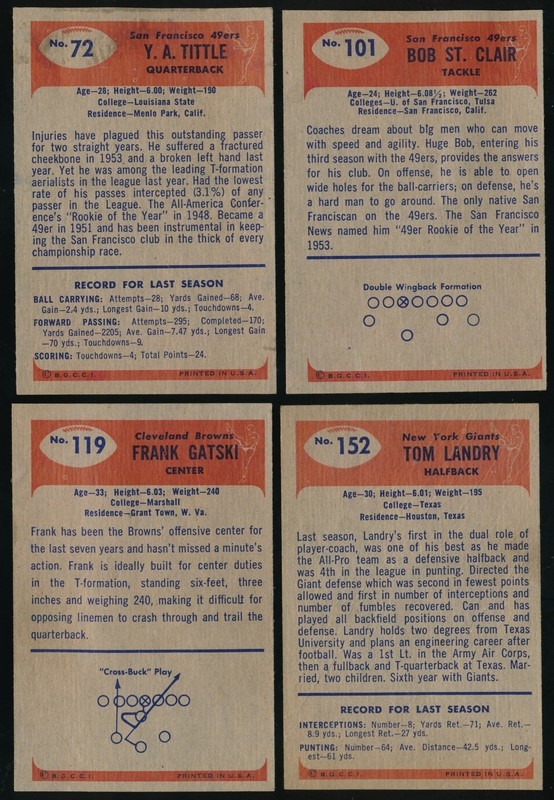 No. 72
San Francisco 49ers
Y. A. TITTLE
QUARTERBACK
Age—28; Height—6.00; Weight—190
College—Louisiana State
Residence—Menlo Park, Calif.
Injuries have plagued this outstanding passer
for two straight years. He suffered a fractured
cheekbone in 1953 and a broken left hand last
year. Yet he was among the leading T-formation
aerialists in the league last year. Had the lowest
rate of his passes intercepted (3.1%) of any
passer in the League. The All-America Confer-
ence's "Rookie of the Year" in 1948. Became a
49er in 1951 and has been instrumental in keep-
ing the San Francisco club in the thick of every
championship race.
RECORD FOR LAST SEASON
BALL CARRYING: Attempts—28; Yards Gained—68; Ave.
Gain—2.4 yds.; Longest Gain—10 yds.; Touchdowns—4.
FORWARD PASSING: Attempts—295; Completed—170;
Yards Gained—2205; Ave. Gain—7.47 yds.; Longest Gain
—70 yds.; Touchdowns—9.
SCORING: Touchdowns—4; Total Points—24.
© B.G.C.C.I. PRINTED IN U.S.A.
No. 101
San Francisco 49ers
BOB ST. CLAIR
TACKLE
Age—24; Height—6.08½; Weight—262
Colleges—U. of San Francisco, Tulsa
Residence—San Francisco, Calif.
Coaches dream about big men who can move
with speed and agility. Huge Bob, entering his
third season with the 49ers, provides the answers
for his club. On offense, he is able to open
wide holes for the ball-carriers; on defense, he's
a hard man to go around. The only native San
Franciscan on the 49ers. The San Francisco
News named him "49er Rookie of the Year" in
1953.
Double Wingback Formation
© B.G.C.C.I. PRINTED IN U.S.A.
No. 119
Cleveland Browns
FRANK GATSKI
CENTER
Age—33; Height—6.03; Weight—240
College—Marshall
Residence—Grant Town, W. Va.
Frank has been the Browns' offensive center for
the last seven years and hasn't missed a minute's
action. Frank is ideally built for center duties
in the T-formation, standing six-feet, three
inches and weighing 240, making it difficult for
opposing linemen to crash through and trail the
quarterback.
"Cross-Buck" Play
© B.G.C.C.I. PRINTED IN U.S.A.
No. 152
New York Giants
TOM LANDRY
HALFBACK
Age—30; Height—6.01; Weight—195
College—Texas
Residence—Houston, Texas
Last season, Landry's first in the dual role of
player-coach, was one of his best as he made
the All-Pro team as a defensive halfback and
was 4th in the league in punting. Directed the
Giant defense which was second in fewest points
allowed and first in number of interceptions and
number of fumbles recovered. Can and has
played all backfield positions on offense and
defense. Landry holds two degrees from Texas
University and plans an engineering career after
football. Was a 1st Lt. in the Army Air Corps,
then a fullback and T-quarterback at Texas. Mar-
ried, two children. Sixth year with Giants.
RECORD FOR LAST SEASON
INTERCEPTIONS: Number—8; Yards Ret.—71; Ave. Ret.—
8.9 yds.; Longest Ret.—27 yds.
PUNTING: Number—64; Ave. Distance—42.5 yds.; Long-
est—61 yds.
© B.G.C.C.I. PRINTED IN U.S.A.